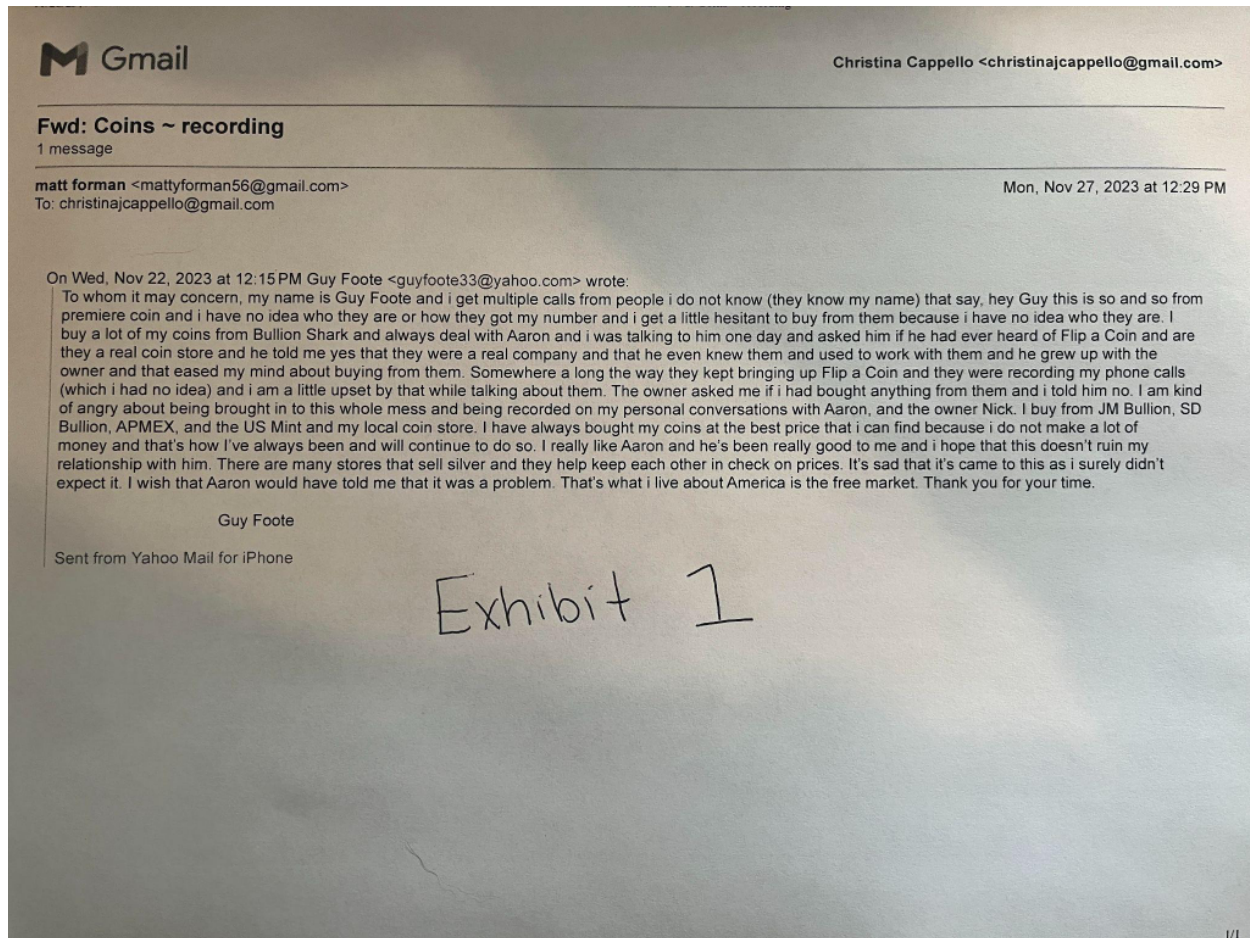 Gmail
Christina Cappello <christinajcappello@gmail.com>
Fwd: Coins ~ recording
1 message
matt forman <mattyforman56@gmail.com>
Mon, Nov 27, 2023 at 12:29 PM
To: christinajcappello@gmail.com
On Wed, Nov 22, 2023 at 12:15 PM Guy Foote <guyfoote33@yahoo.com> wrote:
To whom it may concern, my name is Guy Foote and i get multiple calls from people i do not know (they know my name) that say, hey Guy this is so and so from
premiere coin and i have no idea who they are or how they got my number and i get a little hesitant to buy from them because i have no idea who they are. I
buy a lot of my coins from Bullion Shark and always deal with Aaron and i was talking to him one day and asked him if he had ever heard of Flip a Coin and are
they a real coin store and he told me yes that they were a real company and that he even knew them and used to work with them and he grew up with the
owner and that eased my mind about buying from them. Somewhere a long the way they kept bringing up Flip a Coin and they were recording my phone calls
(which i had no idea) and i am a little upset by that while talking about them. The owner asked me if i had bought anything from them and i told him no. I am kind
of angry about being brought in to this whole mess and being recorded on my personal conversations with Aaron, and the owner Nick. I buy from JM Bullion, SD
Bullion, APMEX, and the US Mint and my local coin store. I have always bought my coins at the best price that i can find because i do not make a lot of
money and that's how I've always been and will continue to do so. I really like Aaron and he's been really good to me and i hope that this doesn't ruin my
relationship with him. There are many stores that sell silver and they help keep each other in check on prices. It's sad that it's came to this as i surely didn't
expect it. I wish that Aaron would have told me that it was a problem. That's what i live about America is the free market. Thank you for your time.
Guy Foote
Sent from Yahoo Mail for iPhone
Exhibit 1
1/1